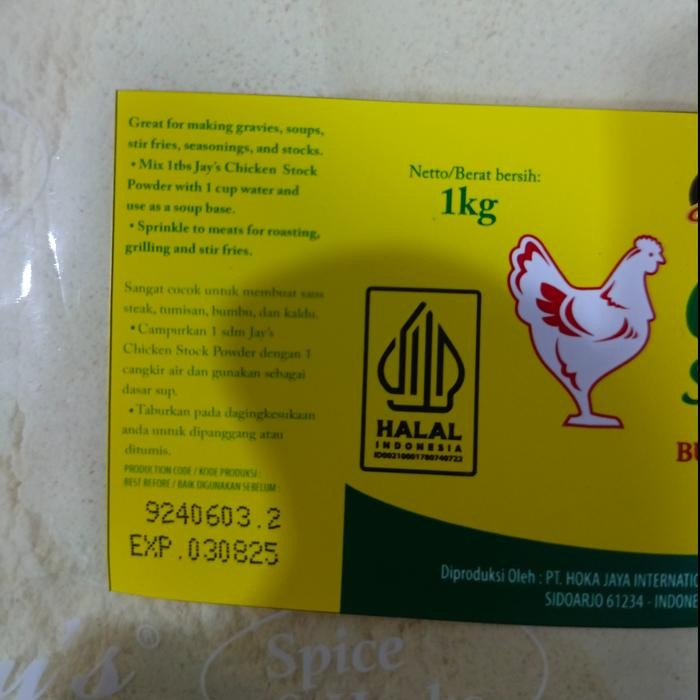 Great for making gravies, soups,
stir fries, seasonings, and stocks.
• Mix 1tbs Jay's Chicken Stock
Powder with 1 cup water and
use as a soup base.
• Sprinkle to meats for roasting,
grilling and stir fries.
Sangat cocok untuk membuat saus
steak, tumisan, bumbu, dan kaldu.
• Campurkan 1 sdm Jay's
Chicken Stock Powder dengan 1
cangkir air dan gunakan sebagai
dasar sup.
• Taburkan pada dagingkesukaan
anda untuk dipanggang atau
ditumis.
PRODUCTION CODE / KODE PRODUKSI :
BEST BEFORE / BAIK DIGUNAKAN SEBELUM :
9240603.2
EXP.030825
Netto/Berat bersih:
1kg
HALAL
INDONESIA
ID00210001780740722
BU
Diproduksi Oleh : PT. HOKA JAYA INTERNATIO
SIDOARJO 61234 - INDONE
y's®
Spice